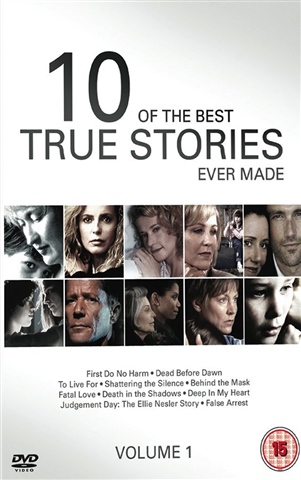 10
OF THE BEST
TRUE STORIES
EVER MADE
First Do No Harm • Dead Before Dawn
To Live For • Shattering the Silence • Behind the Mask
Fatal Love • Death in the Shadows • Deep In My Heart
Judgement Day: The Ellie Nesler Story • False Arrest
DVD
VIDEO
VOLUME 1
15